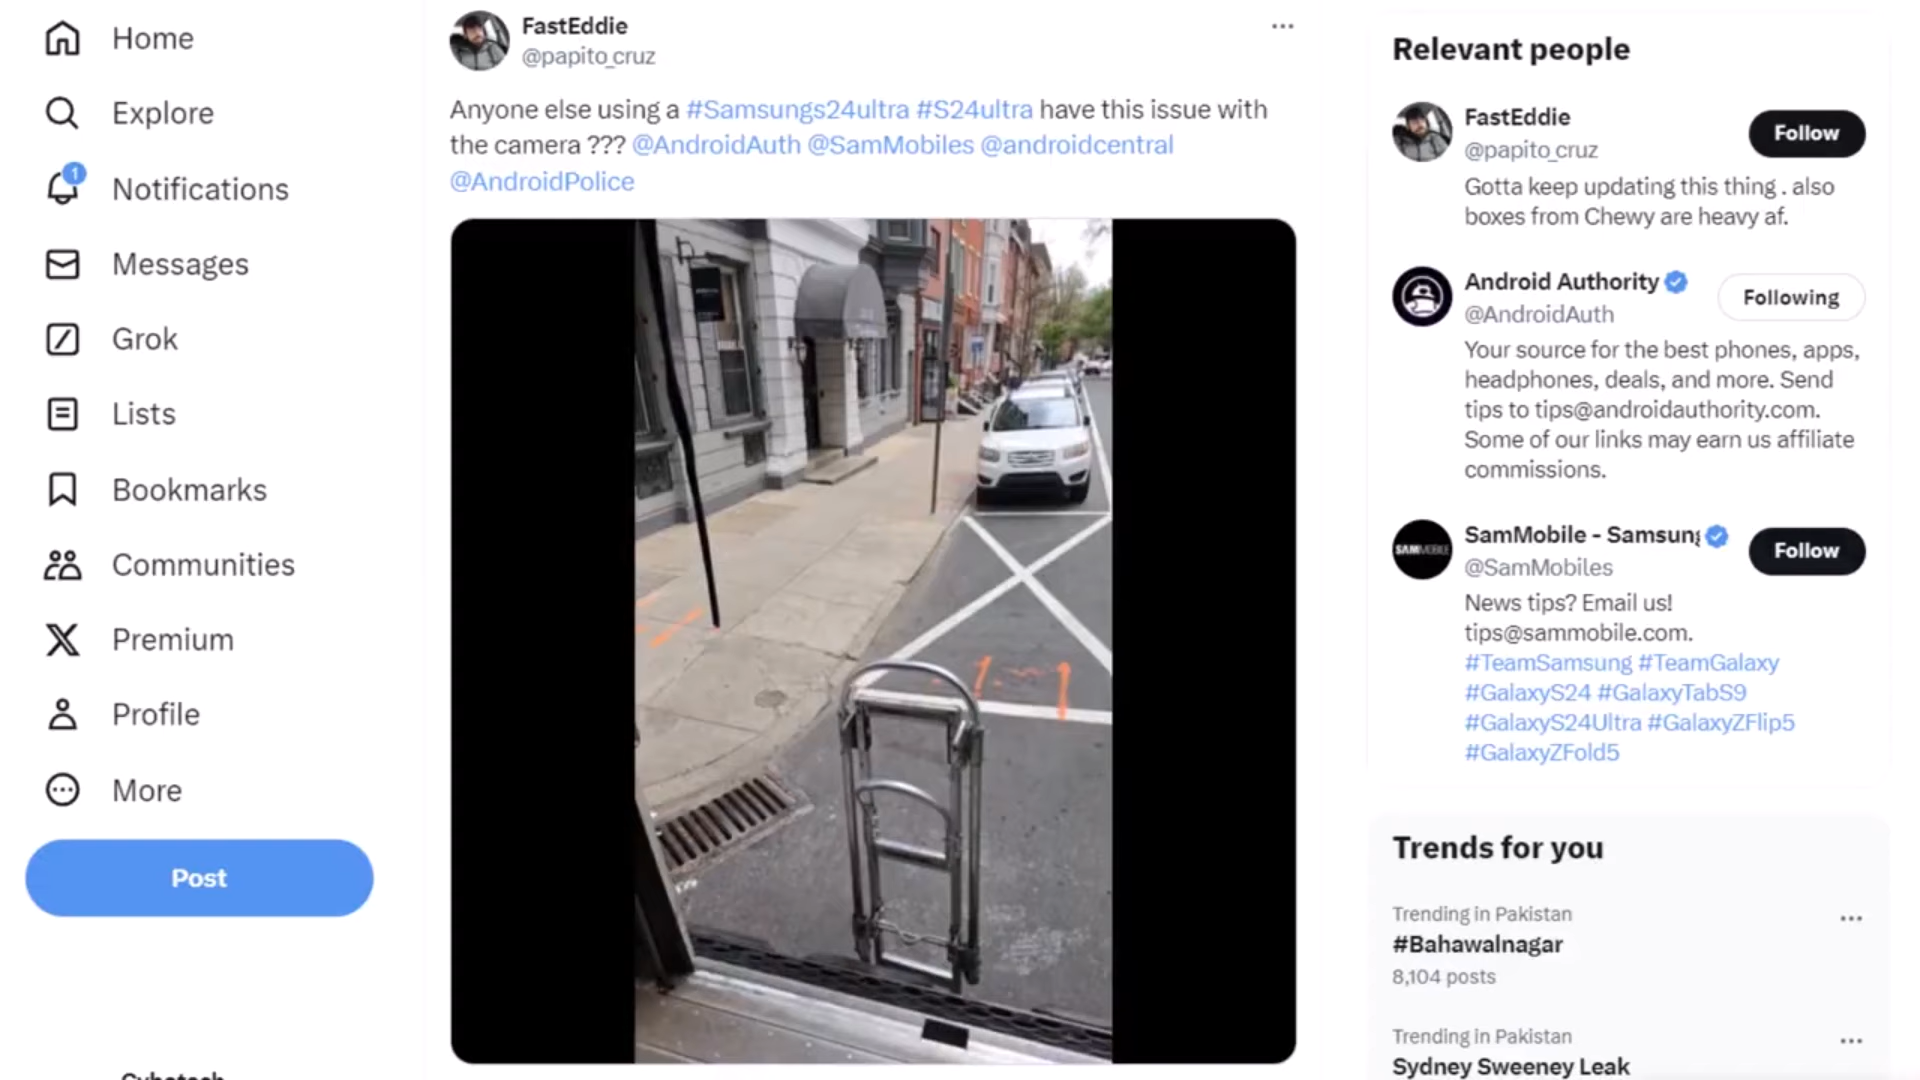 Home
Explore
1
Notifications
Messages
Grok
Lists
Bookmarks
Communities
Premium
Profile
More
Post
FastEddie
@papito_cruz
Anyone else using a #Samsungs24ultra #S24ultra have this issue with
the camera ??? @AndroidAuth @SamMobiles @androidcentral
@AndroidPolice
Relevant people
FastEddie
@papito_cruz
Follow
Gotta keep updating this thing . also
boxes from Chewy are heavy af.
Android Authority
@AndroidAuth
Following
Your source for the best phones, apps,
headphones, deals, and more. Send
tips to tips@androidauthority.com.
Some of our links may earn us affiliate
commissions.
SAMMOBILE
SamMobile - Samsung
@SamMobiles
Follow
News tips? Email us!
tips@sammobile.com.
#TeamSamsung #TeamGalaxy
#GalaxyS24 #GalaxyTabS9
#GalaxyS24Ultra #GalaxyZFlip5
#GalaxyZFold5
Trends for you
Trending in Pakistan
#Bahawalnagar
8,104 posts
Trending in Pakistan
Sydney Sweeney Leak